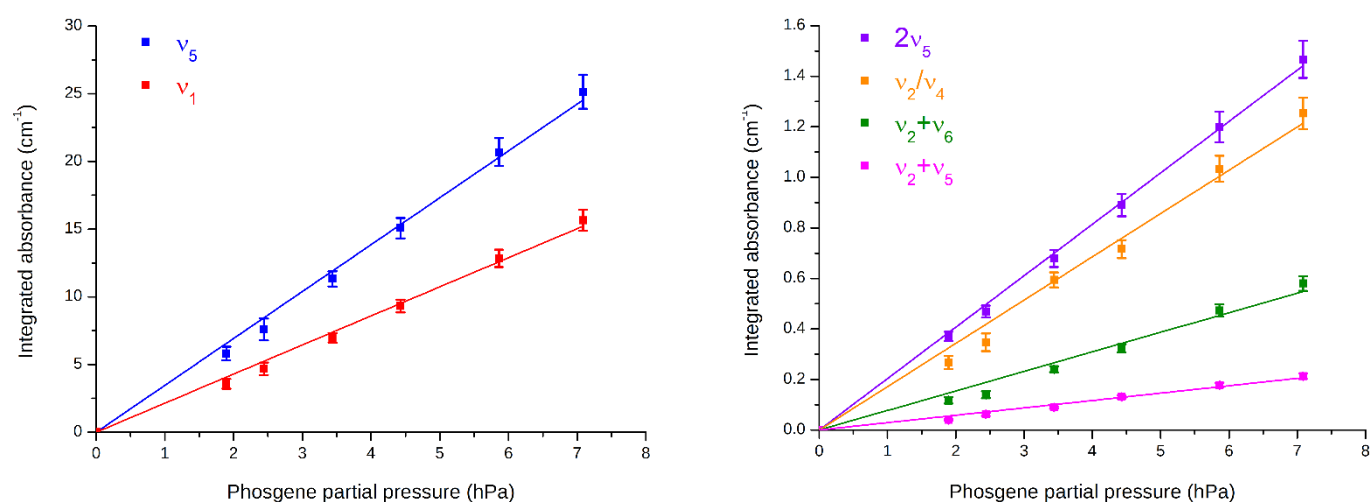 30
25
20
15
10
5
0
Integrated absorbance (cm⁻¹)
ν₅
ν₁
0 1 2 3 4 5 6 7 8
Phosgene partial pressure (hPa)
1.6
1.4
1.2
1.0
0.8
0.6
0.4
0.2
0.0
Integrated absorbance (cm⁻¹)
2ν₅
ν₂/ν₄
ν₂+ν₆
ν₂+ν₅
0 1 2 3 4 5 6 7 8
Phosgene partial pressure (hPa)